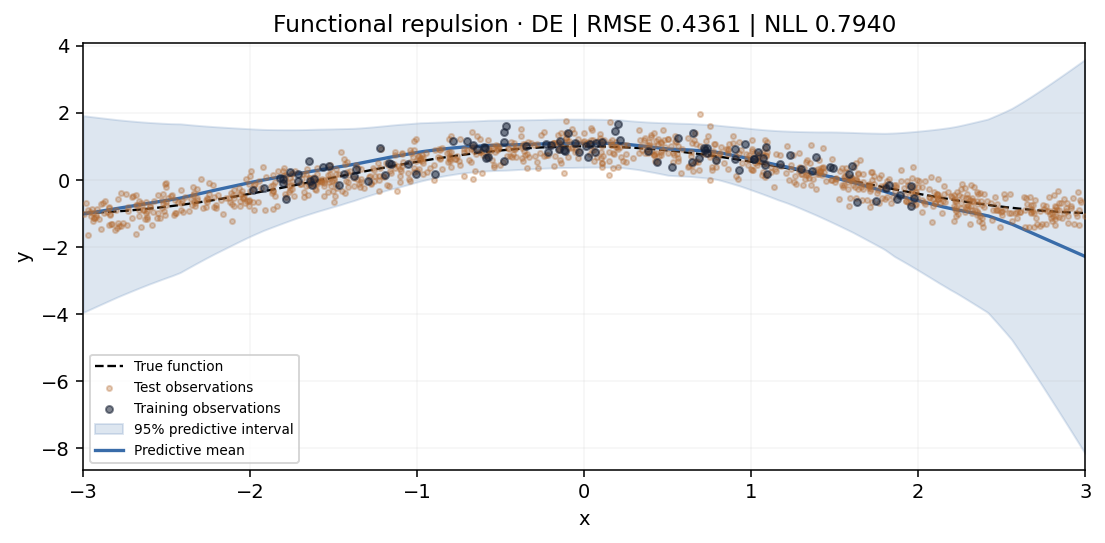 Functional repulsion · DE | RMSE 0.4361 | NLL 0.7940
4
2
0
−2
−4
−6
−8
y
True function
Test observations
Training observations
95% predictive interval
Predictive mean
−3 −2 −1 0 1 2 3
x